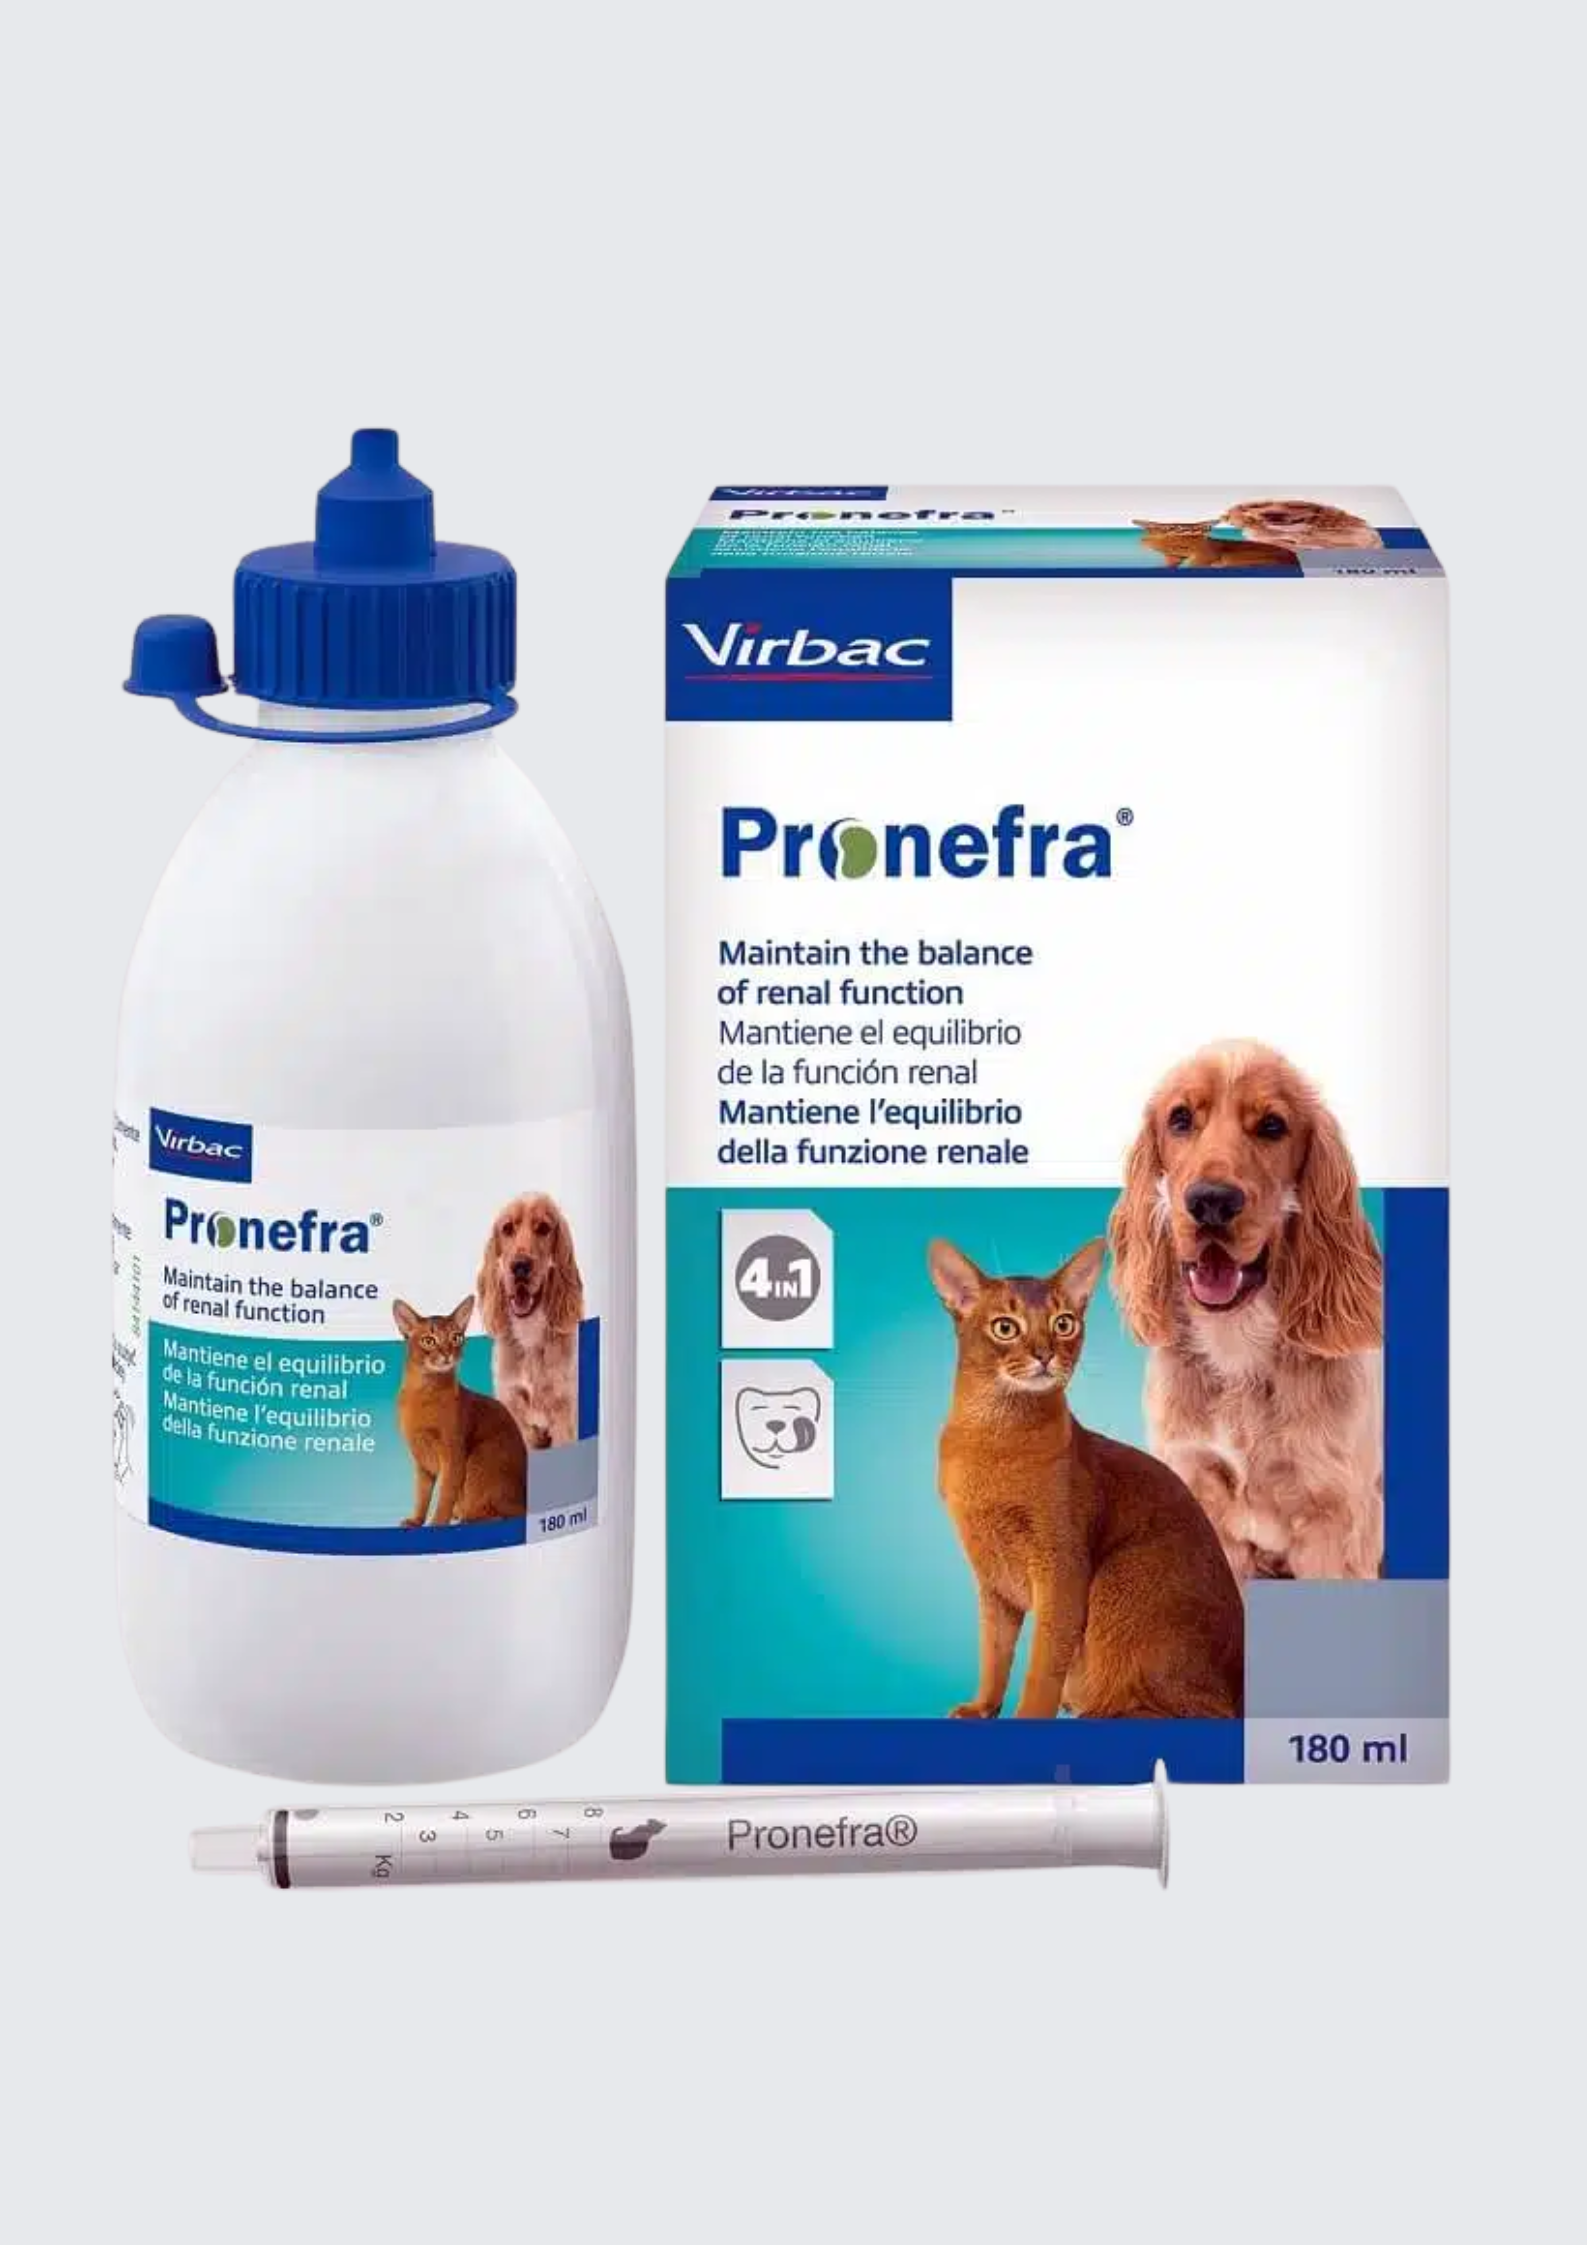 Virbac
Pronefra®
180 ml
Virbac
Pronefra®
Maintain the balance
of renal function
Mantiene el equilibrio
de la función renal
Mantiene l'equilibrio
della funzione renale
4IN1
180 ml
Virbac
Pronefra®
Maintain the balance
of renal function
Mantiene el equilibrio
de la función renal
Mantiene l'equilibrio
della funzione renale
180 ml
2 3 4 5 6 7 8
Kg
Pronefra®